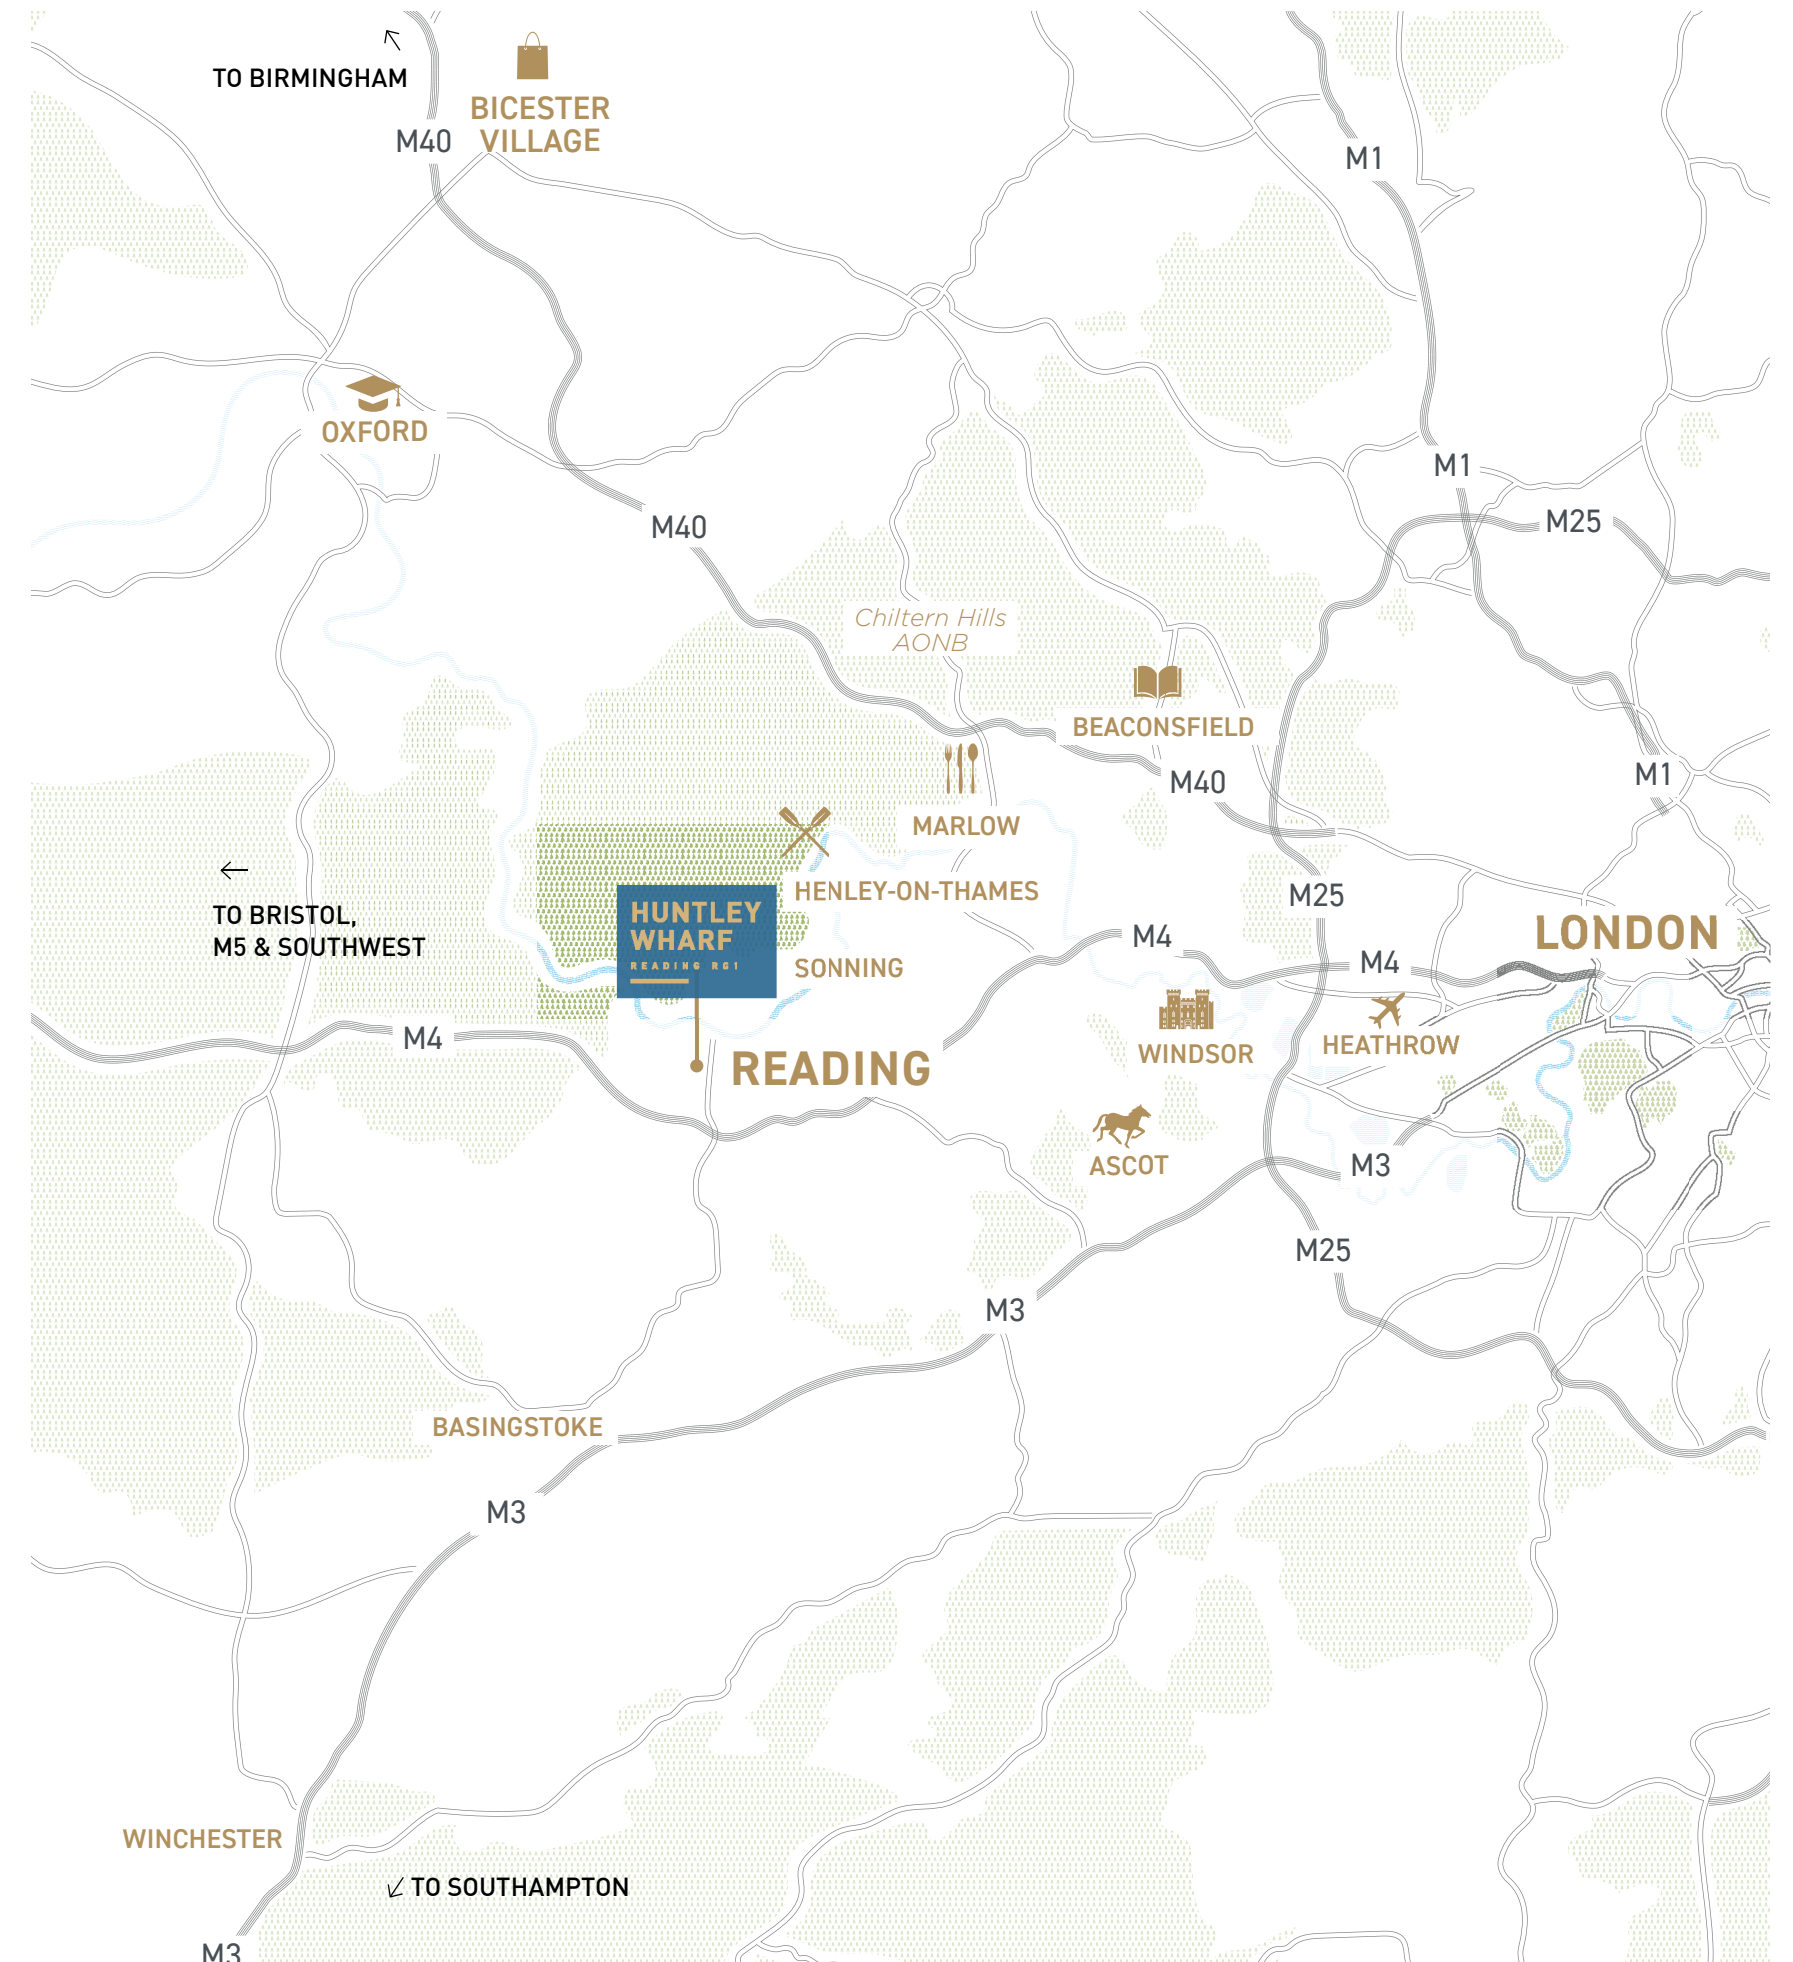 TO BIRMINGHAM
BICESTER
VILLAGE
M40
M1
OXFORD
M1
M25
M40
Chiltern Hills
AONB
BEACONSFIELD
M40
M1
MARLOW
HENLEY-ON-THAMES
HUNTLEY
WHARF
READING RG1
SONNING
TO BRISTOL,
M5 & SOUTHWEST
M25
LONDON
M4
M4
M4
WINDSOR
HEATHROW
READING
ASCOT
M3
M25
M3
BASINGSTOKE
M3
WINCHESTER
TO SOUTHAMPTON
M3